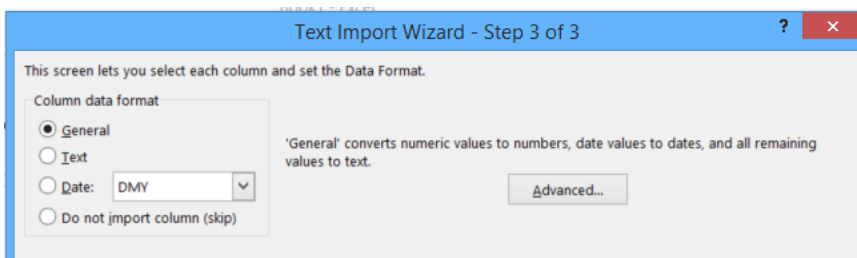 Text Import Wizard - Step 3 of 3
?
This screen lets you select each column and set the Data Format.
Column data format
General
Text
Date: DMY
Do not import column (skip)
'General' converts numeric values to numbers, date values to dates, and all remaining
values to text.
Advanced...